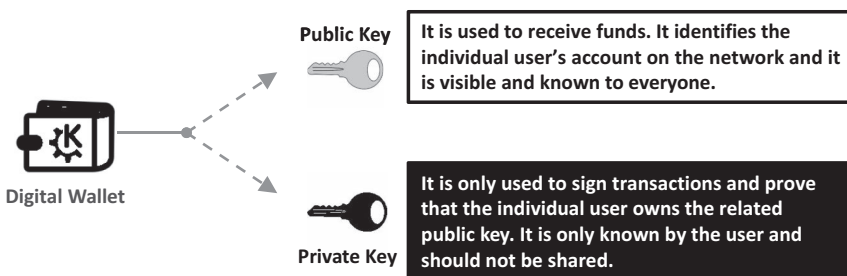 Public Key
It is used to receive funds. It identifies the
individual user's account on the network and it
is visible and known to everyone.
K
Digital Wallet
It is only used to sign transactions and prove
that the individual user owns the related
public key. It is only known by the user and
should not be shared.
Private Key